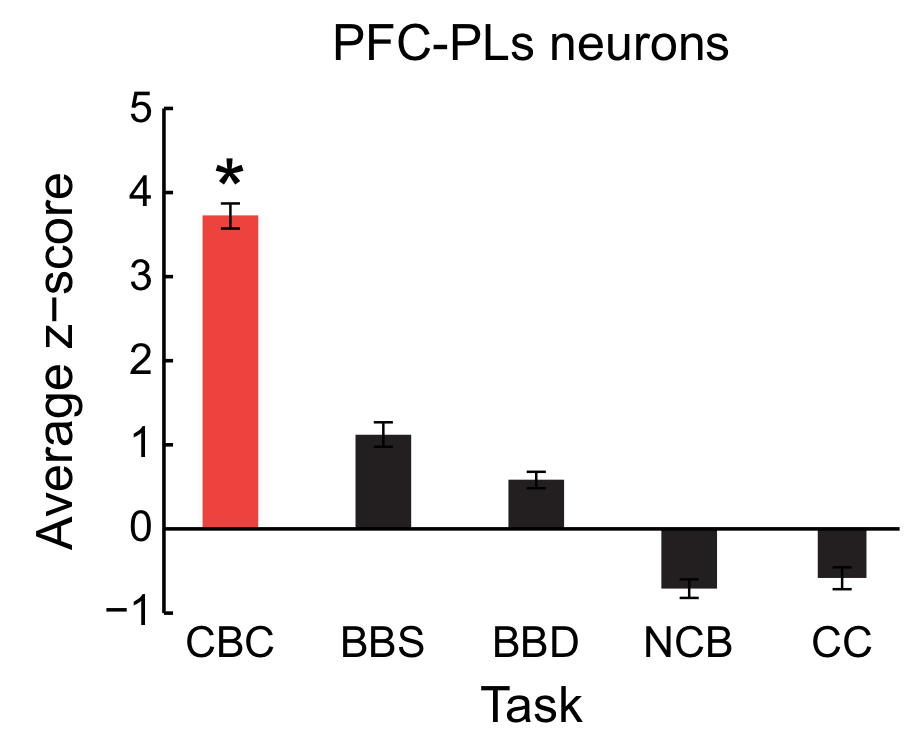 PFC-PLs neurons
Average z−score
5
4
3
2
1
0
−1
*
CBC BBS BBD NCB CC
Task